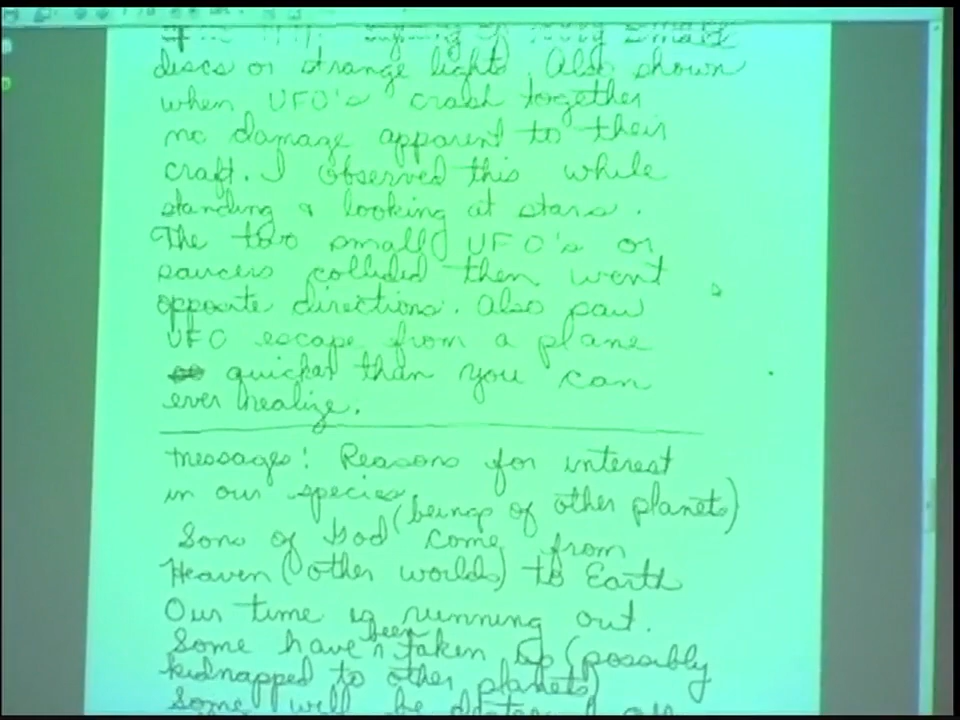 discs or strange lights. Also shown
when UFO's crash together
no damage apparent to their
craft. I observed this while
standing & looking at stars.
The two small UFO's or
saucers collided then went
opposite directions. Also saw
UFO escape from a plane
quicker than you can
ever realize.
Messages: Reasons for interest
in our species (beings of other planets)
Sons of God come from
Heaven (other worlds) to Earth
Our time is running out.
Some have been taken up (possibly
kidnapped to other planets)
Some will be